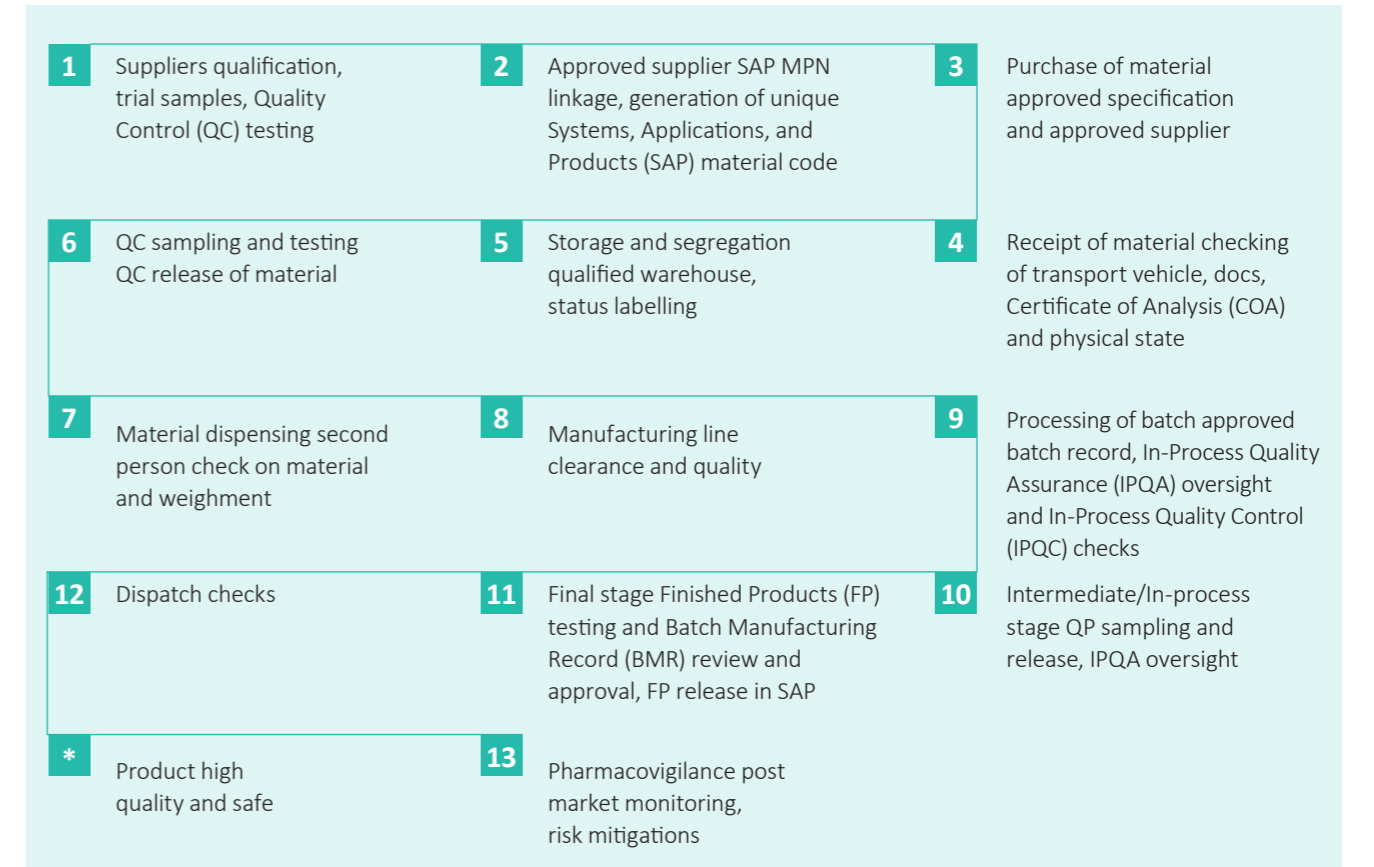 1
Suppliers qualification,
trial samples, Quality
Control (QC) testing
2
Approved supplier SAP MPN
linkage, generation of unique
Systems, Applications, and
Products (SAP) material code
3
Purchase of material
approved specification
and approved supplier
6
QC sampling and testing
QC release of material
5
Storage and segregation
qualified warehouse,
status labelling
4
Receipt of material checking
of transport vehicle, docs,
Certificate of Analysis (COA)
and physical state
7
Material dispensing second
person check on material
and weighment
8
Manufacturing line
clearance and quality
9
Processing of batch approved
batch record, In-Process Quality
Assurance (IPQA) oversight
and In-Process Quality Control
(IPQC) checks
12
Dispatch checks
11
Final stage Finished Products (FP)
testing and Batch Manufacturing
Record (BMR) review and
approval, FP release in SAP
10
Intermediate/In-process
stage QP sampling and
release, IPQA oversight
*
Product high
quality and safe
13
Pharmacovigilance post
market monitoring,
risk mitigations